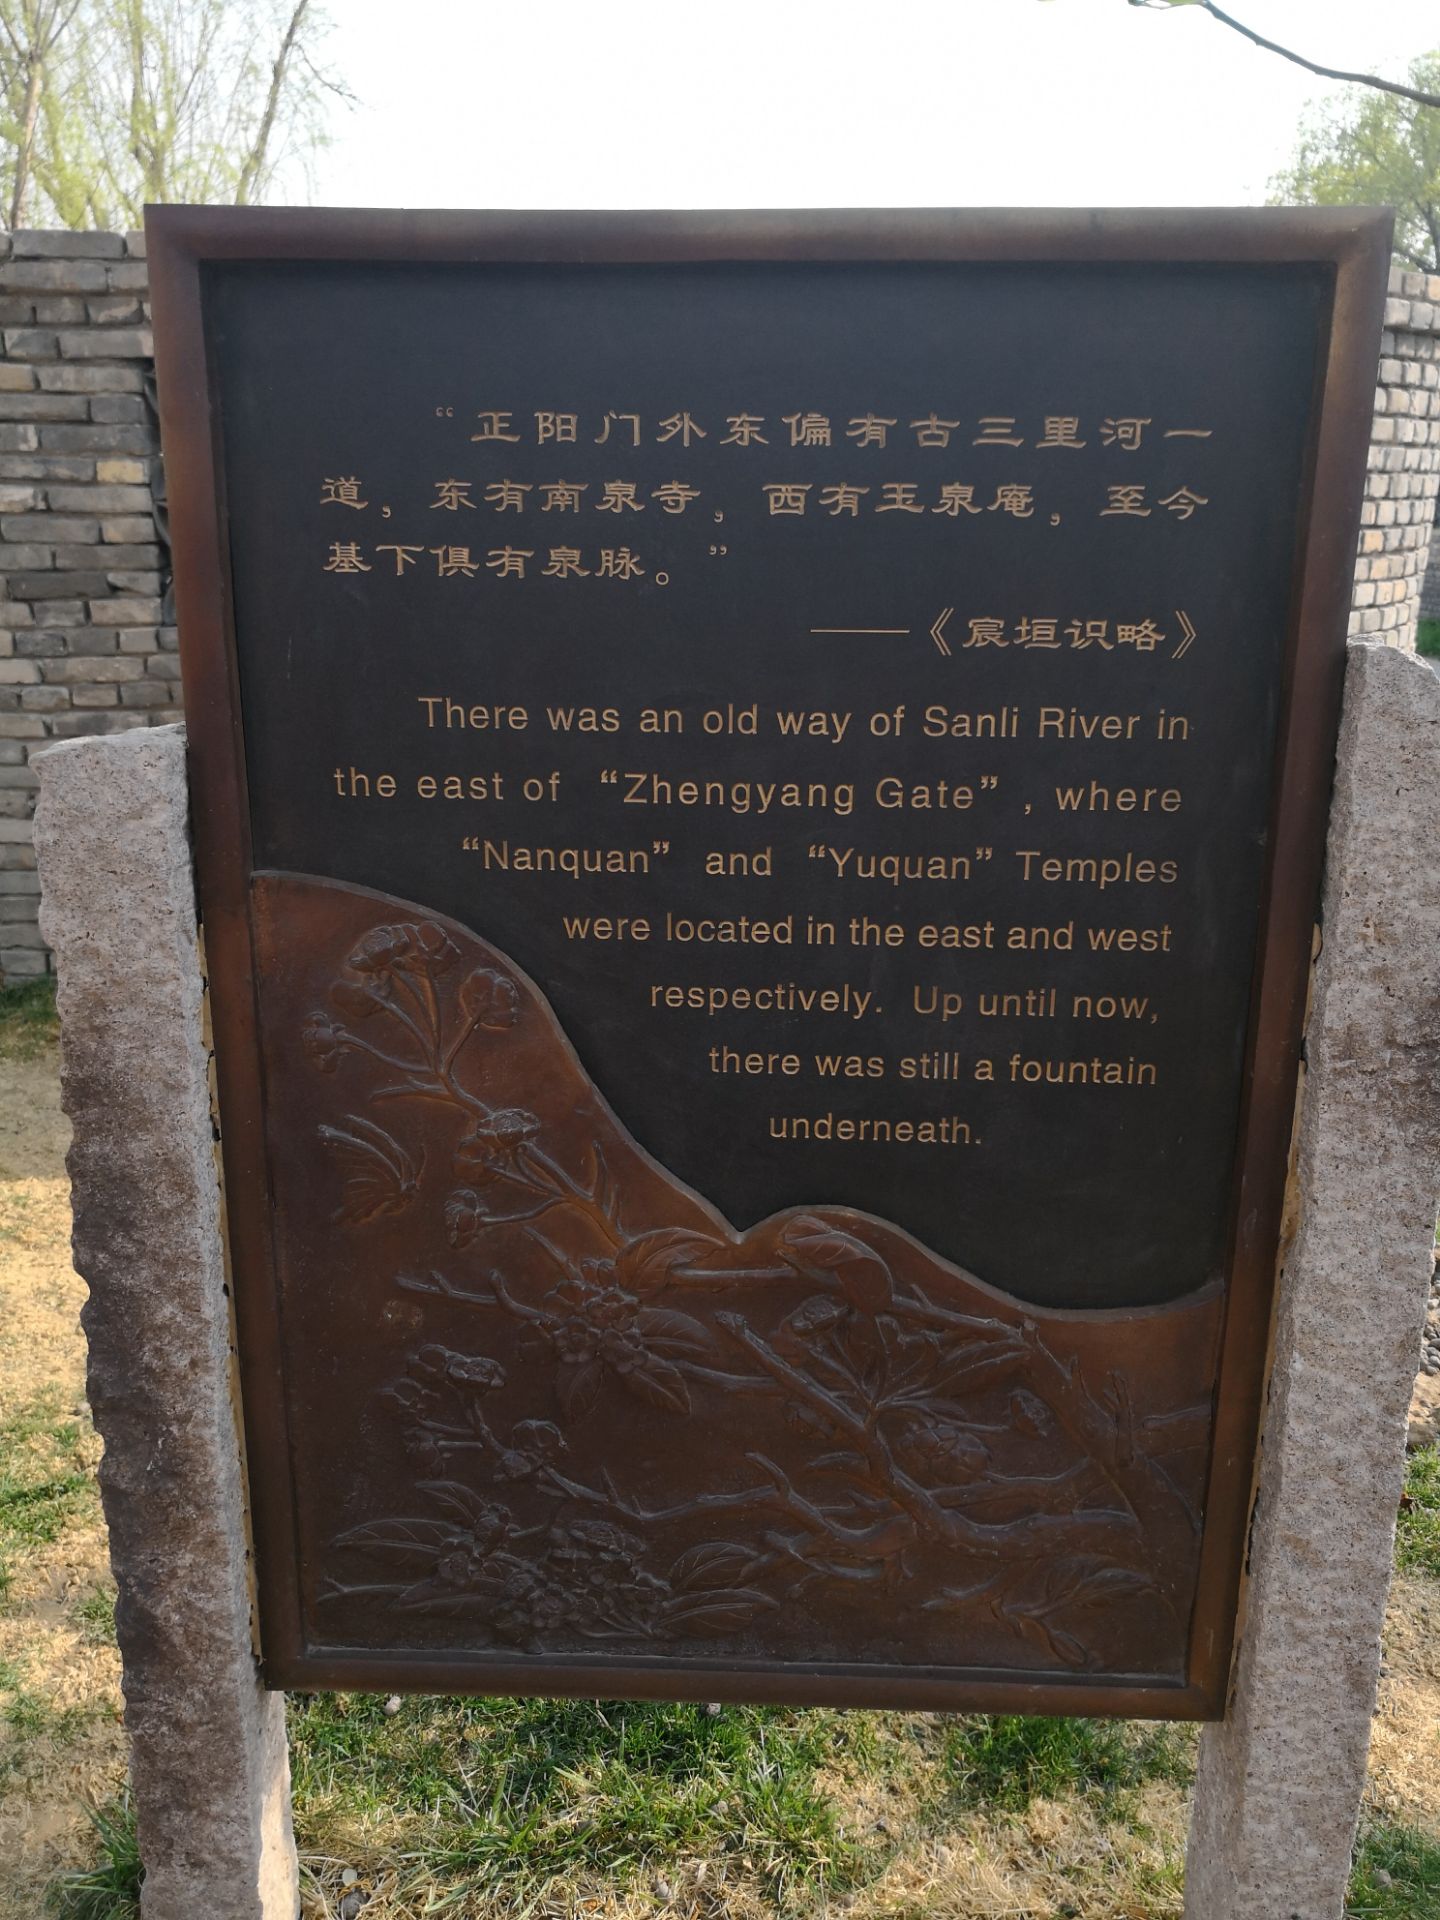 “正阳门外东偏有古三里河一
道，东有南泉寺，西有玉泉庵，至今
基下俱有泉脉。”
——《宸垣识略》
There was an old way of Sanli River in
the east of “Zhengyang Gate”, where
“Nanquan” and “Yuquan” Temples
were located in the east and west
respectively. Up until now,
there was still a fountain
underneath.